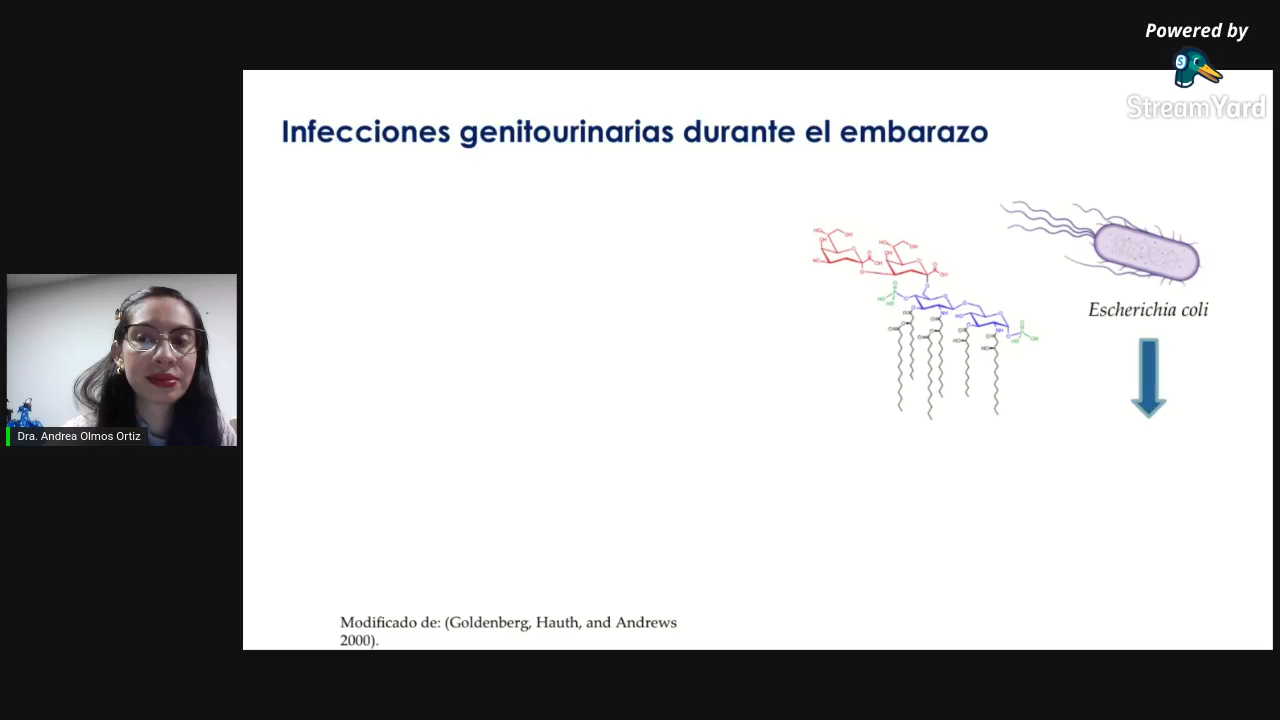 Powered by
StreamYard
Infecciones genitourinarias durante el embarazo
Escherichia coli
Dra. Andrea Olmos Ortiz
Modificado de: (Goldenberg, Hauth, and Andrews
2000).